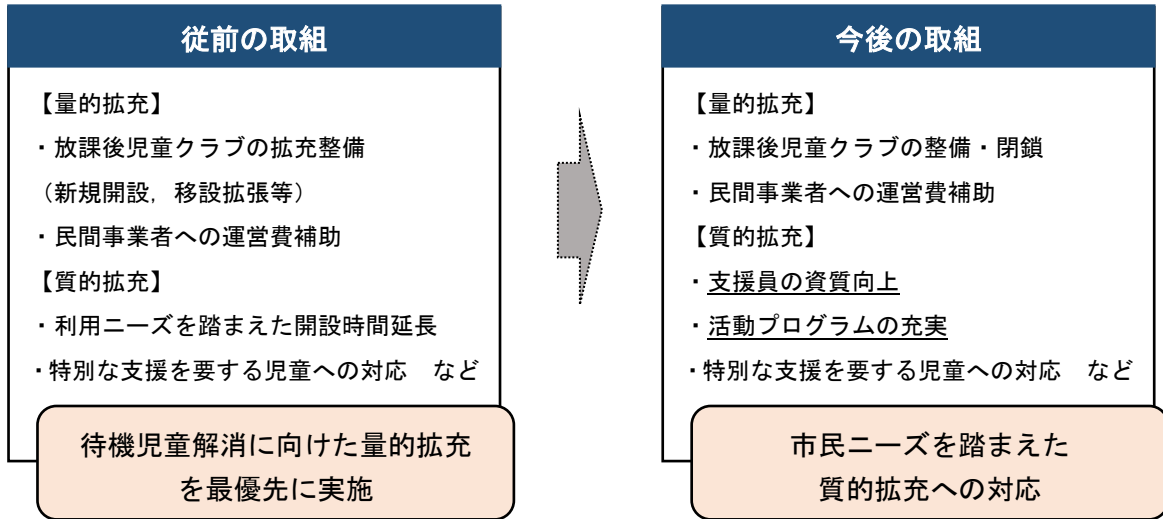 従前の取組
【量的拡充】
・放課後児童クラブの拡充整備
（新規開設，移設拡張等）
・民間事業者への運営費補助
【質的拡充】
・利用ニーズを踏まえた開設時間延長
・特別な支援を要する児童への対応　など
待機児童解消に向けた量的拡充
を最優先に実施
今後の取組
【量的拡充】
・放課後児童クラブの整備・閉鎖
・民間事業者への運営費補助
【質的拡充】
・支援員の資質向上
・活動プログラムの充実
・特別な支援を要する児童への対応　など
市民ニーズを踏まえた
質的拡充への対応